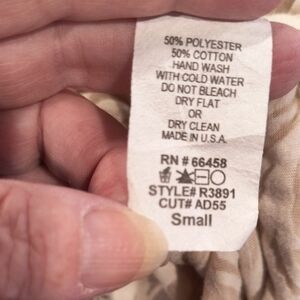 50% POLYESTER
50% COTTON
HAND WASH
WITH COLD WATER
DO NOT BLEACH
DRY FLAT
OR
DRY CLEAN
MADE IN U.S.A.
RN # 66458
STYLE# R3891
CUT# AD55
Small